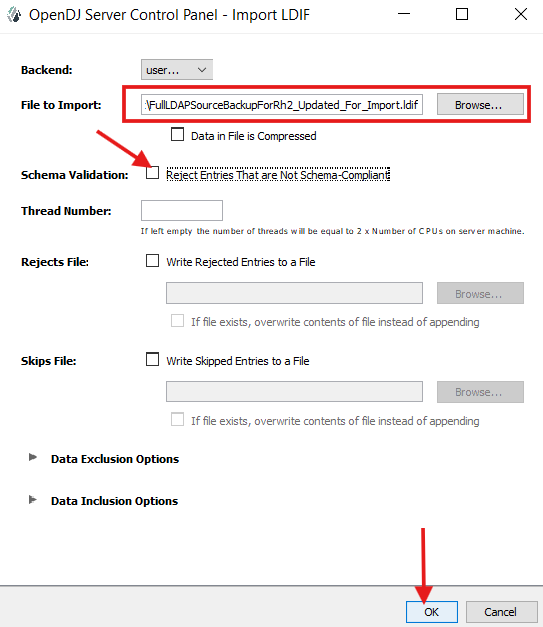 OpenDJ Server Control Panel - Import LDIF
Backend: user...
File to Import: :\FullLDAPSourceBackupForRh2_Updated_For_Import.ldif Browse...
Data in File is Compressed
Schema Validation: Reject Entries That are Not Schema-Compliant
Thread Number:
If left empty the number of threads will be equal to 2 x Number of CPUs on server machine.
Rejects File: Write Rejected Entries to a File
Browse...
If file exists, overwrite contents of file instead of appending
Skips File: Write Skipped Entries to a File
Browse...
If file exists, overwrite contents of file instead of appending
Data Exclusion Options
Data Inclusion Options
OK Cancel